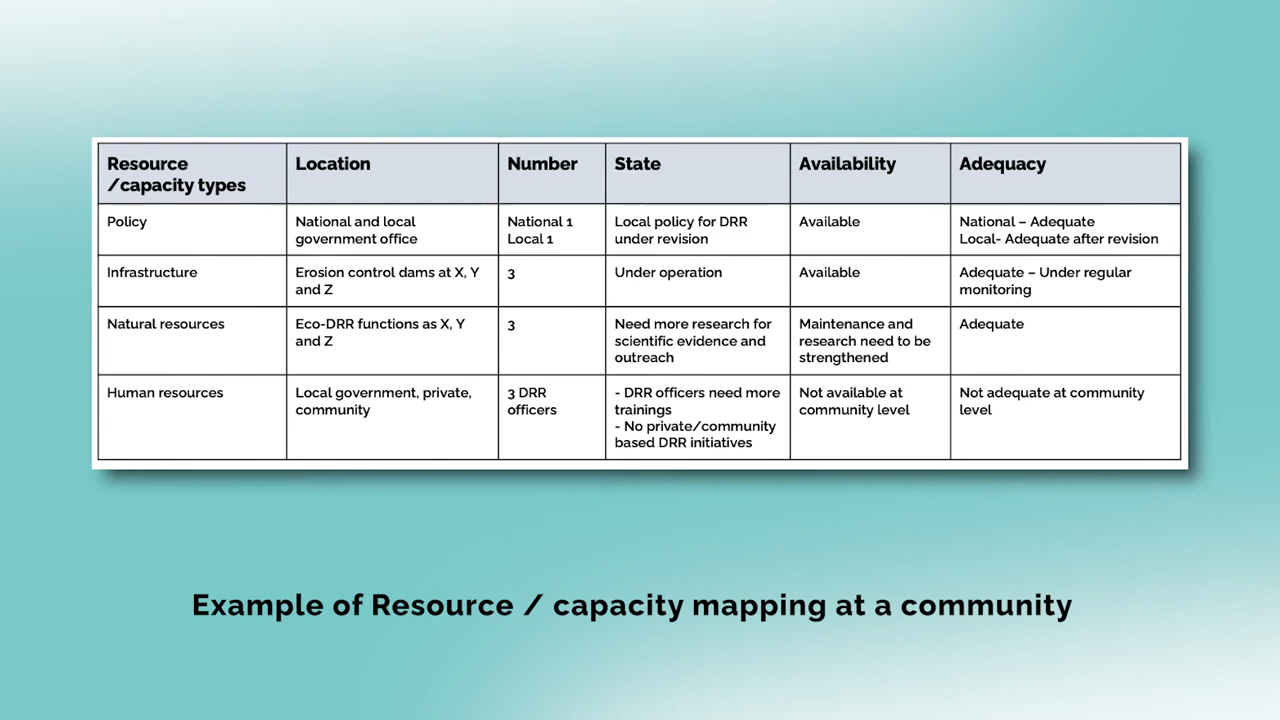 Resource
/capacity types
Location
Number
State
Availability
Adequacy
Policy
National and local
government office
National 1
Local 1
Local policy for DRR
under revision
Available
National – Adequate
Local- Adequate after revision
Infrastructure
Erosion control dams at X, Y
and Z
3
Under operation
Available
Adequate – Under regular
monitoring
Natural resources
Eco-DRR functions as X, Y
and Z
3
Need more research for
scientific evidence and
outreach
Maintenance and
research need to be
strengthened
Adequate
Human resources
Local government, private,
community
3 DRR
officers
- DRR officers need more
trainings
- No private/community
based DRR initiatives
Not available at
community level
Not adequate at community
level
Example of Resource / capacity mapping at a community